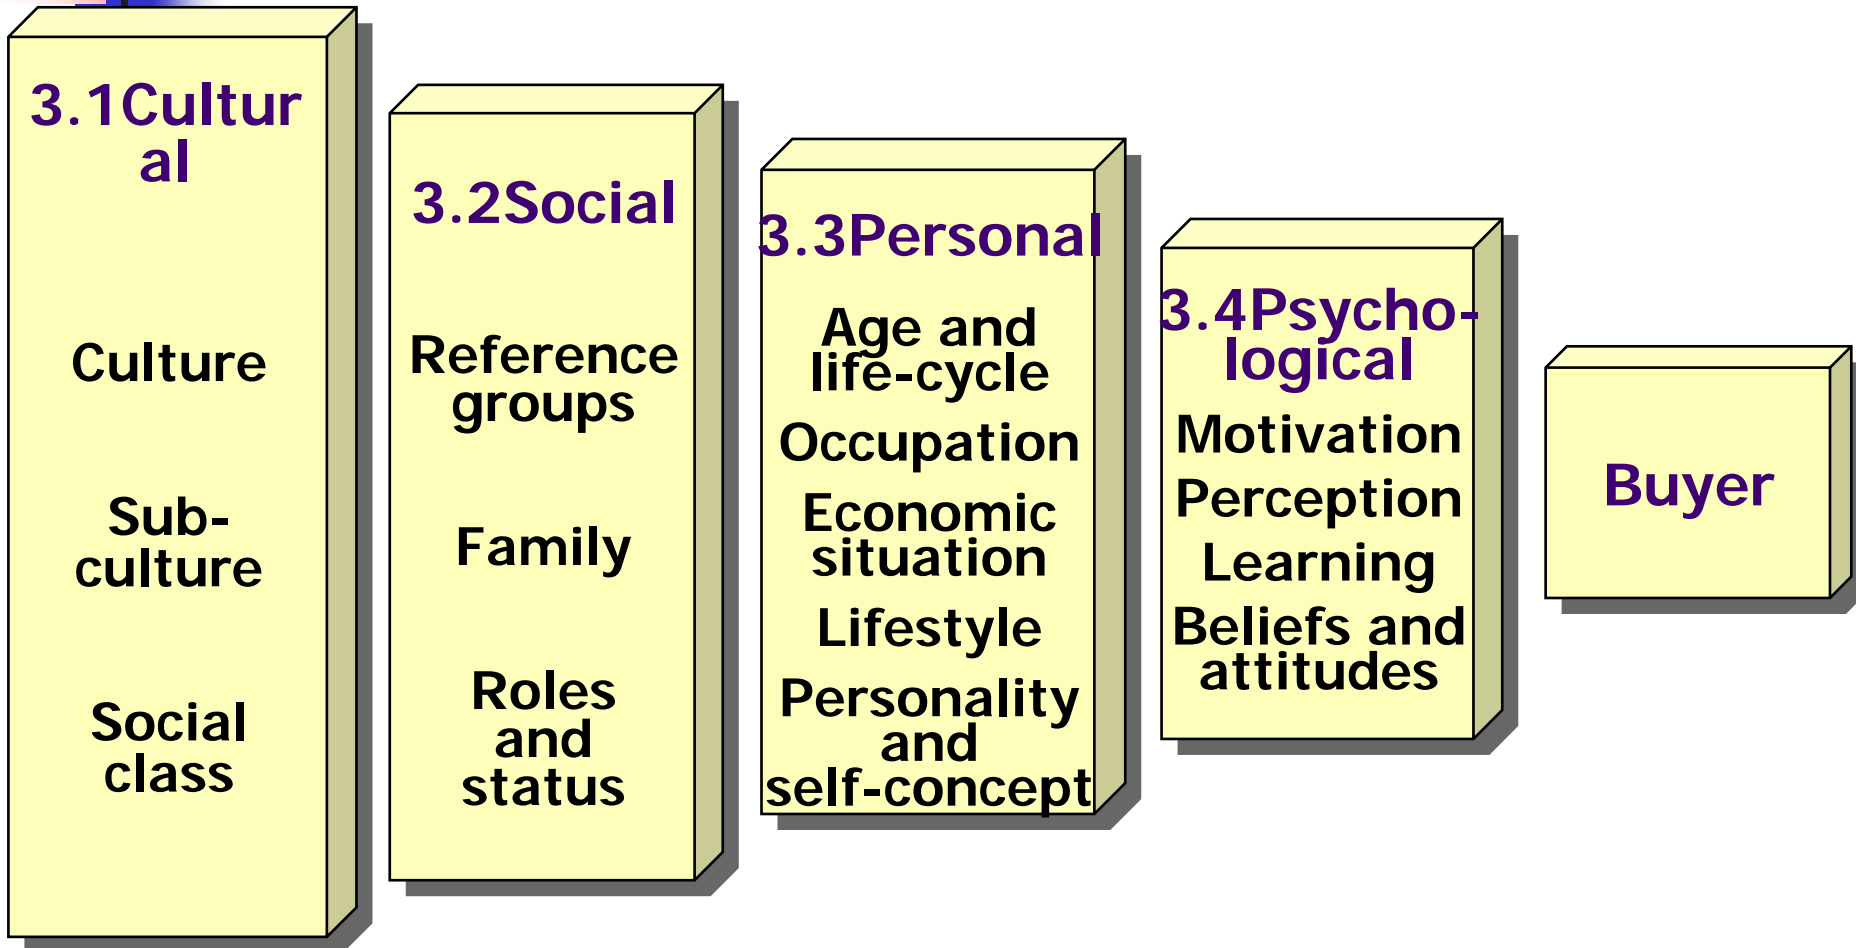 3.1Cultur
al
Culture
Sub-
culture
Social
class
3.2Social
Reference
groups
Family
Roles
and
status
3.3Personal
Age and
life-cycle
Occupation
Economic
situation
Lifestyle
Personality
and
self-concept
3.4Psycho-
logical
Motivation
Perception
Learning
Beliefs and
attitudes
Buyer